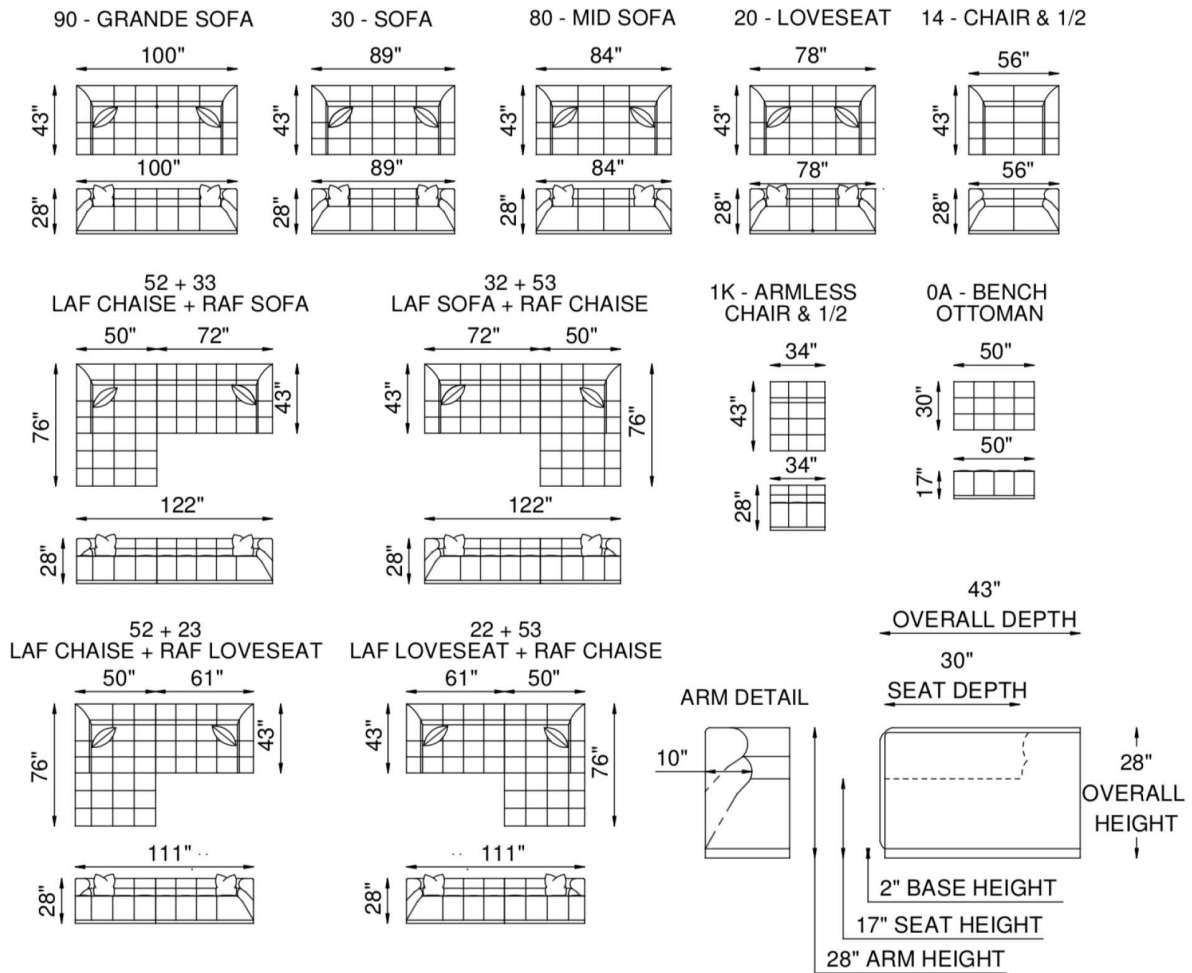 90 - GRANDE SOFA
30 - SOFA
80 - MID SOFA
20 - LOVESEAT
14 - CHAIR & 1/2
100"
89"
84"
78"
56"
43"
43"
43"
43"
43"
100"
89"
84"
78"
56"
28"
28"
28"
28"
28"
52 + 33
LAF CHAISE + RAF SOFA
50"
72"
76"
43"
122"
28"
32 + 53
LAF SOFA + RAF CHAISE
72"
50"
43"
76"
122"
28"
1K - ARMLESS
CHAIR & 1/2
34"
43"
34"
28"
0A - BENCH
OTTOMAN
50"
30"
50"
17"
52 + 23
LAF CHAISE + RAF LOVESEAT
50"
61"
76"
43"
111"
28"
22 + 53
LAF LOVESEAT + RAF CHAISE
61"
50"
43"
76"
111"
28"
ARM DETAIL
10"
43"
OVERALL DEPTH
30"
SEAT DEPTH
28"
OVERALL
HEIGHT
2" BASE HEIGHT
17" SEAT HEIGHT
28" ARM HEIGHT